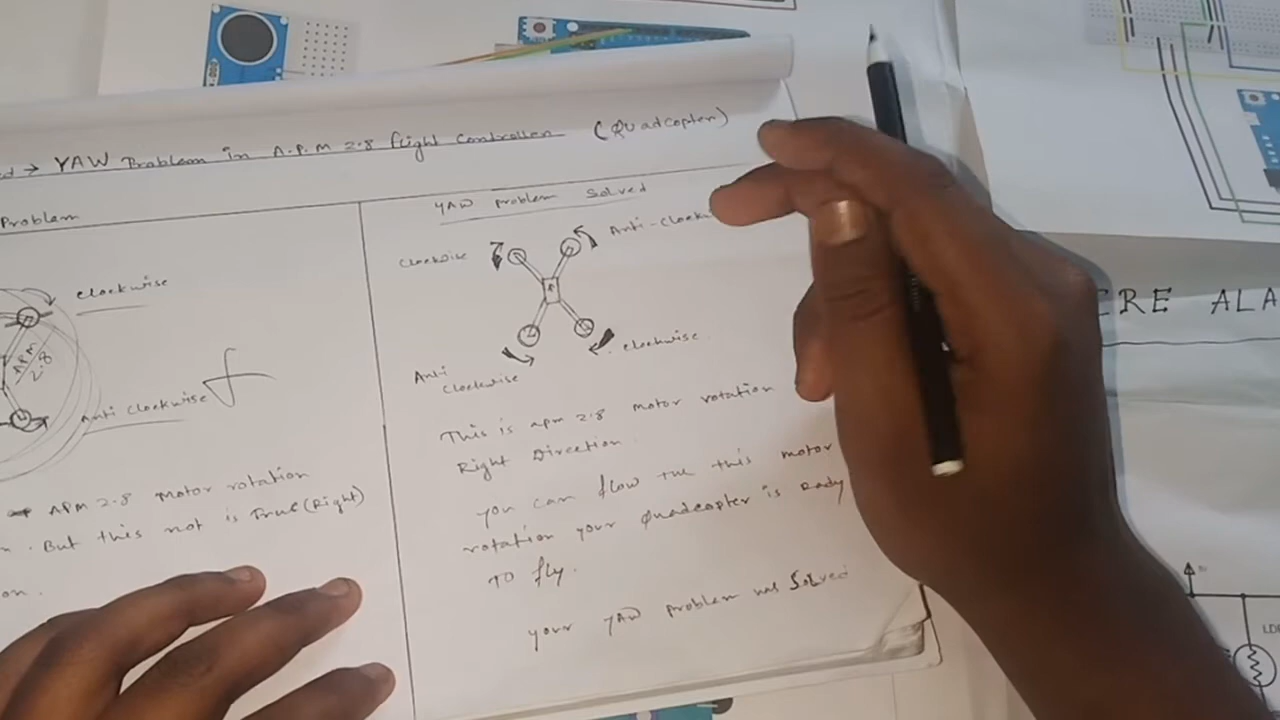 → YAW Problem in A.P.M 2.8 flight controller (Quadcopter)
Problem
clockwise
APM
2.8
Anti clockwise
APM 2.8 Motor rotation
But this not is True (Right)
on.
YAW Problem Solved
Clockwise
Anti-clockw
Anti
clockwise
clockwise.
This is apm 2.8 motor rotation
Right Direction.
you can flow the this motor
rotation your Quadcopter is Rady
TO fly.
your YAW Problem was Solved
ERE ALA
LD